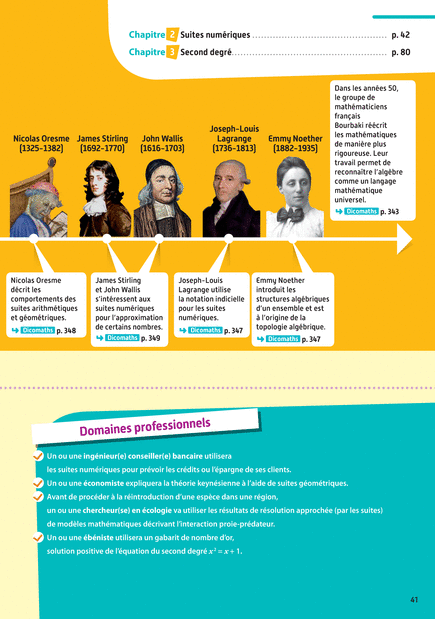 Chapitre 2 Suites numériques ................................................ p. 42
Chapitre 3 Second degré ....................................................... p. 80
Nicolas Oresme
(1325-1382)
James Stirling
(1692-1770)
John Wallis
(1616-1703)
Joseph-Louis
Lagrange
(1736-1813)
Emmy Noether
(1882-1935)
Dans les années 50,
le groupe de
mathématiciens
français
Bourbaki réécrit
les mathématiques
de manière plus
rigoureuse. Leur
travail permet de
reconnaître l'algèbre
comme un langage
mathématique
universel.
Dicomaths p. 343
Nicolas Oresme
décrit les
comportements des
suites arithmétiques
et géométriques.
Dicomaths p. 348
James Stirling
et John Wallis
s'intéressent aux
suites numériques
pour l'approximation
de certains nombres.
Dicomaths p. 349
Joseph-Louis
Lagrange utilise
la notation indicielle
pour les suites
numériques.
Dicomaths p. 347
Emmy Noether
introduit les
structures algébriques
d'un ensemble et est
à l'origine de la
topologie algébrique.
Dicomaths p. 347
Domaines professionnels
Un ou une ingénieur(e) conseiller(e) bancaire utilisera
les suites numériques pour prévoir les crédits ou l'épargne de ses clients.
Un ou une économiste expliquera la théorie keynésienne à l'aide de suites géométriques.
Avant de procéder à la réintroduction d'une espèce dans une région,
un ou une chercheur(se) en écologie va utiliser les résultats de résolution approchée (par les suites)
de modèles mathématiques décrivant l'interaction proie-prédateur.
Un ou une ébéniste utilisera un gabarit de nombre d'or,
solution positive de l'équation du second degré x² = x + 1.
41